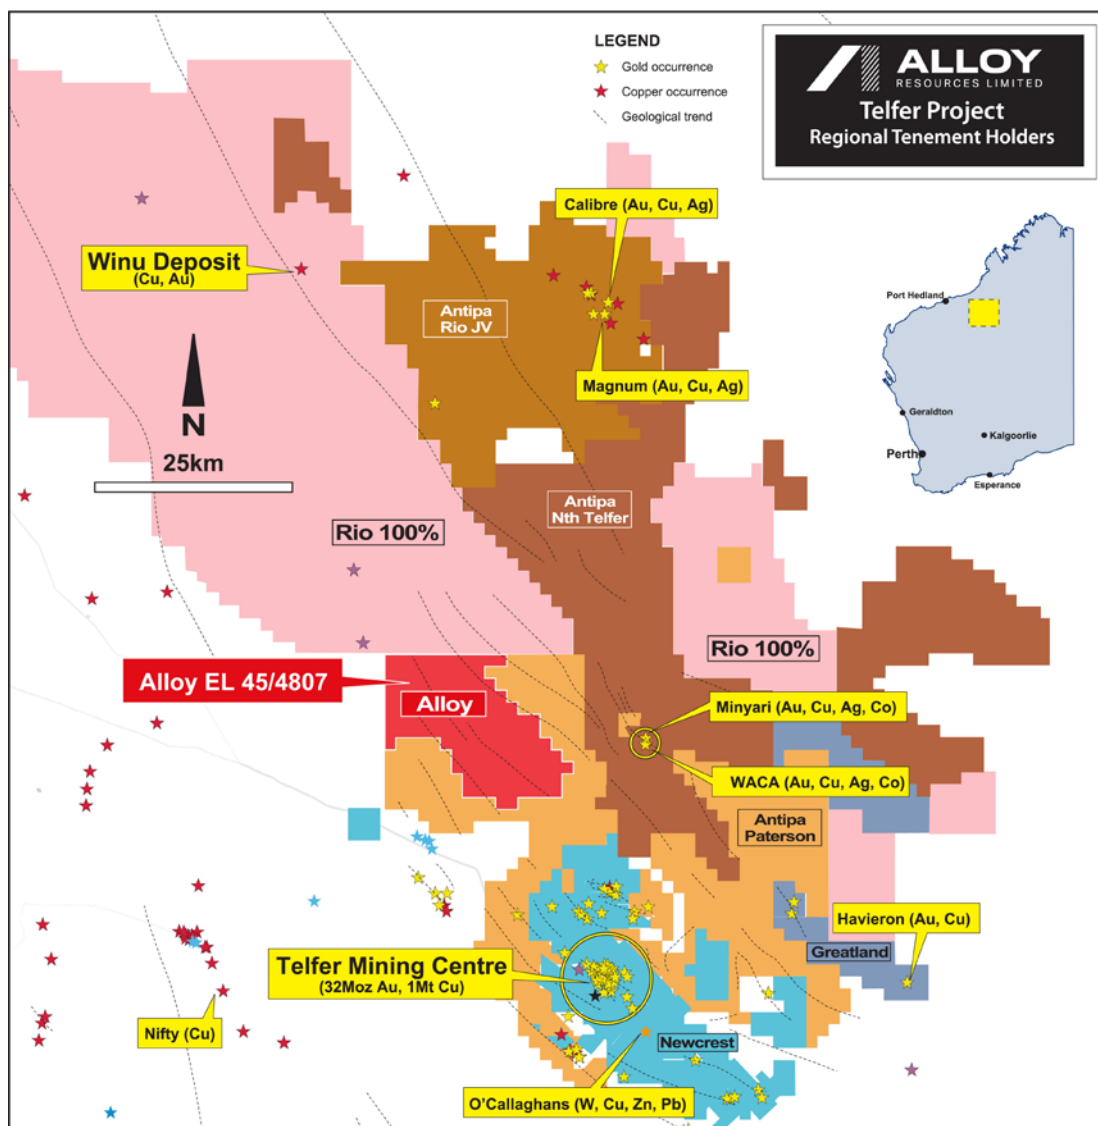 LEGEND
Gold occurrence
Copper occurrence
Geological trend
ALLOY
RESOURCES LIMITED
Telfer Project
Regional Tenement Holders
Calibre (Au, Cu, Ag)
Winu Deposit
(Cu, Au)
Antipa
Rio JV
Port Hedland
Magnum (Au, Cu, Ag)
N
25km
Geraldton
Kalgoorlie
Perth
Esperance
Antipa
Nth Telfer
Rio 100%
Rio 100%
Alloy EL 45/4807
Alloy
Minyari (Au, Cu, Ag, Co)
WACA (Au, Cu, Ag, Co)
Antipa
Paterson
Havieron (Au, Cu)
Greatland
Telfer Mining Centre
(32Moz Au, 1Mt Cu)
Nifty (Cu)
Newcrest
O'Callaghans (W, Cu, Zn, Pb)